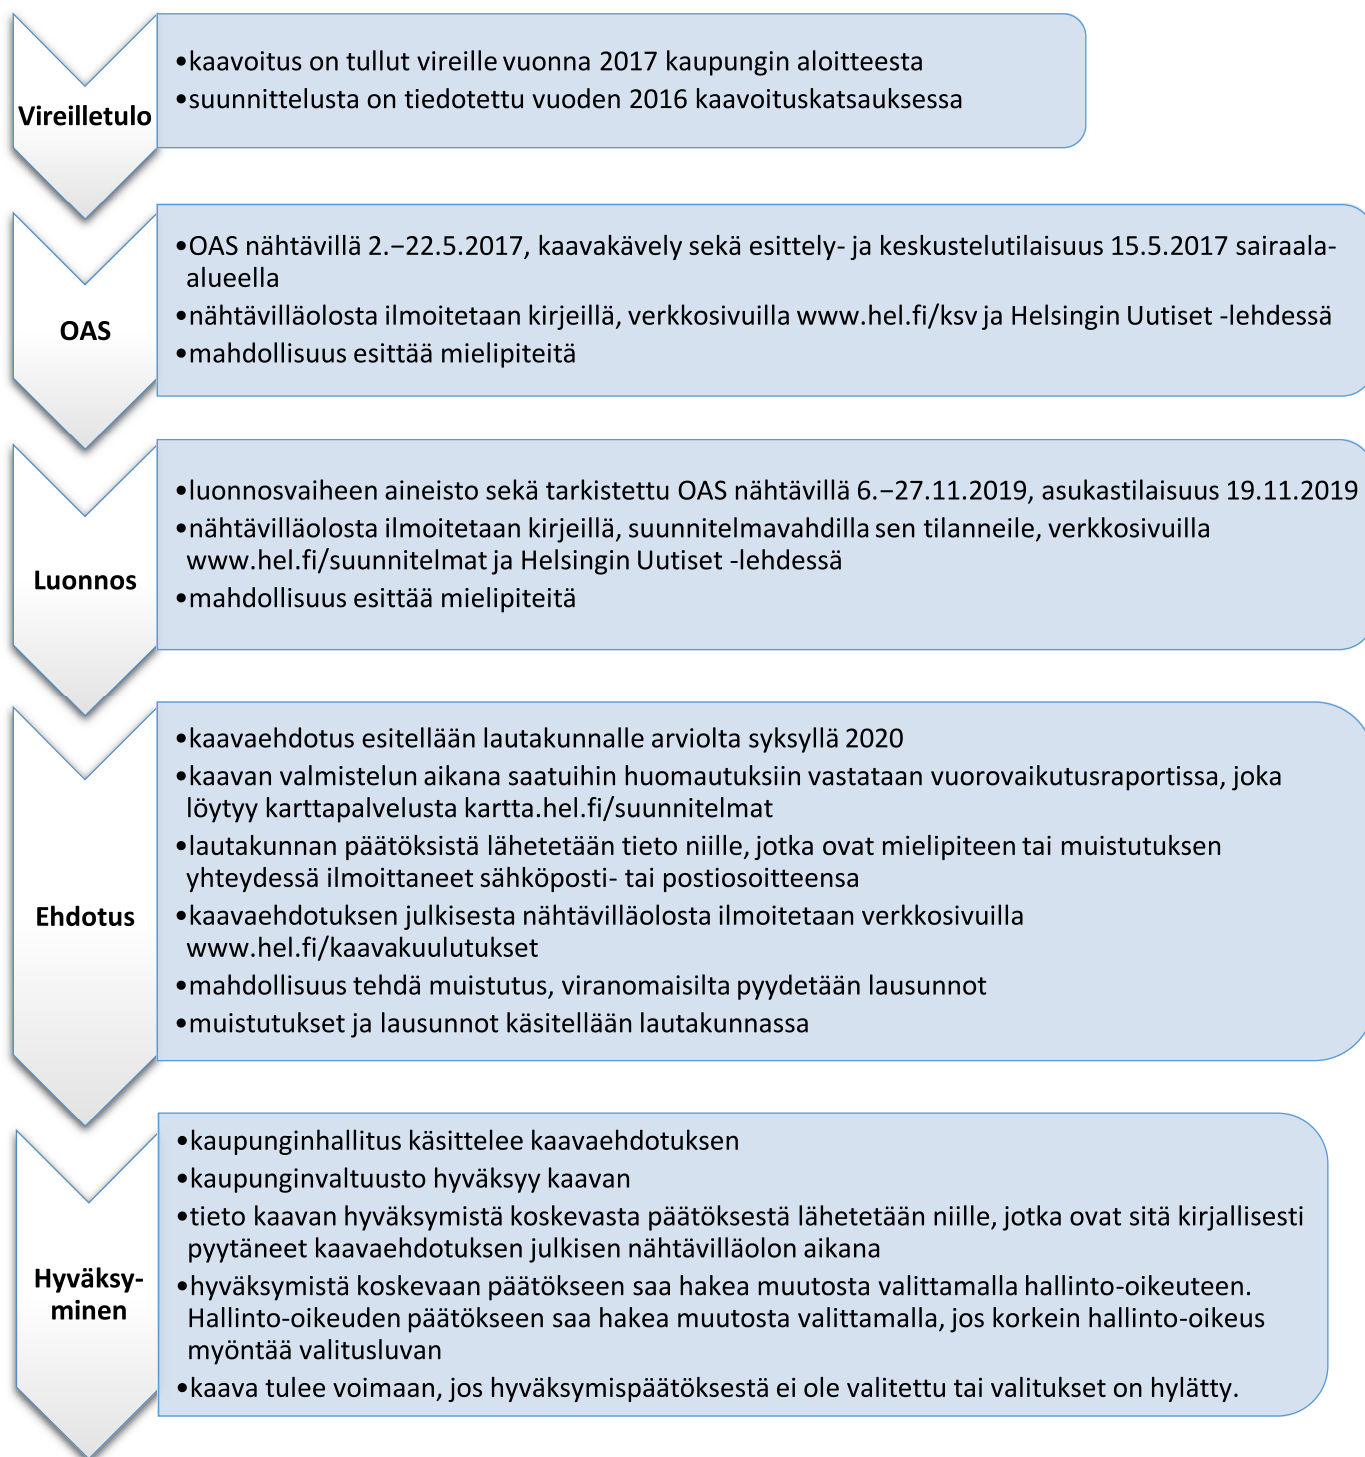 Vireilletulo
•kaavoitus on tullut vireille vuonna 2017 kaupungin aloitteesta
•suunnittelusta on tiedotettu vuoden 2016 kaavoituskatsauksessa
OAS
•OAS nähtävillä 2.–22.5.2017, kaavakävely sekä esittely- ja keskustelutilaisuus 15.5.2017 sairaala-
alueella
•nähtävilläolosta ilmoitetaan kirjeillä, verkkosivuilla www.hel.fi/ksv ja Helsingin Uutiset -lehdessä
•mahdollisuus esittää mielipiteitä
Luonnos
•luonnosvaiheen aineisto sekä tarkistettu OAS nähtävillä 6.–27.11.2019, asukastilaisuus 19.11.2019
•nähtävilläolosta ilmoitetaan kirjeillä, suunnitelmavahdilla sen tilanneile, verkkosivuilla
www.hel.fi/suunnitelmat ja Helsingin Uutiset -lehdessä
•mahdollisuus esittää mielipiteitä
Ehdotus
•kaavaehdotus esitellään lautakunnalle arviolta syksyllä 2020
•kaavan valmistelun aikana saatuihin huomautuksiin vastataan vuorovaikutusraportissa, joka
löytyy karttapalvelusta kartta.hel.fi/suunnitelmat
•lautakunnan päätöksistä lähetetään tieto niille, jotka ovat mielipiteen tai muistutuksen
yhteydessä ilmoittaneet sähköposti- tai postiosoitteensa
•kaavaehdotuksen julkisesta nähtävilläolosta ilmoitetaan verkkosivuilla
www.hel.fi/kaavakuulutukset
•mahdollisuus tehdä muistutus, viranomaisilta pyydetään lausunnot
•muistutukset ja lausunnot käsitellään lautakunnassa
Hyväksy-
minen
•kaupunginhallitus käsittelee kaavaehdotuksen
•kaupunginvaltuusto hyväksyy kaavan
•tieto kaavan hyväksymistä koskevasta päätöksestä lähetetään niille, jotka ovat sitä kirjallisesti
pyytäneet kaavaehdotuksen julkisen nähtävilläolon aikana
•hyväksymistä koskevaan päätökseen saa hakea muutosta valittamalla hallinto-oikeuteen.
Hallinto-oikeuden päätökseen saa hakea muutosta valittamalla, jos korkein hallinto-oikeus
myöntää valitusluvan
•kaava tulee voimaan, jos hyväksymispäätöksestä ei ole valitettu tai valitukset on hylätty.